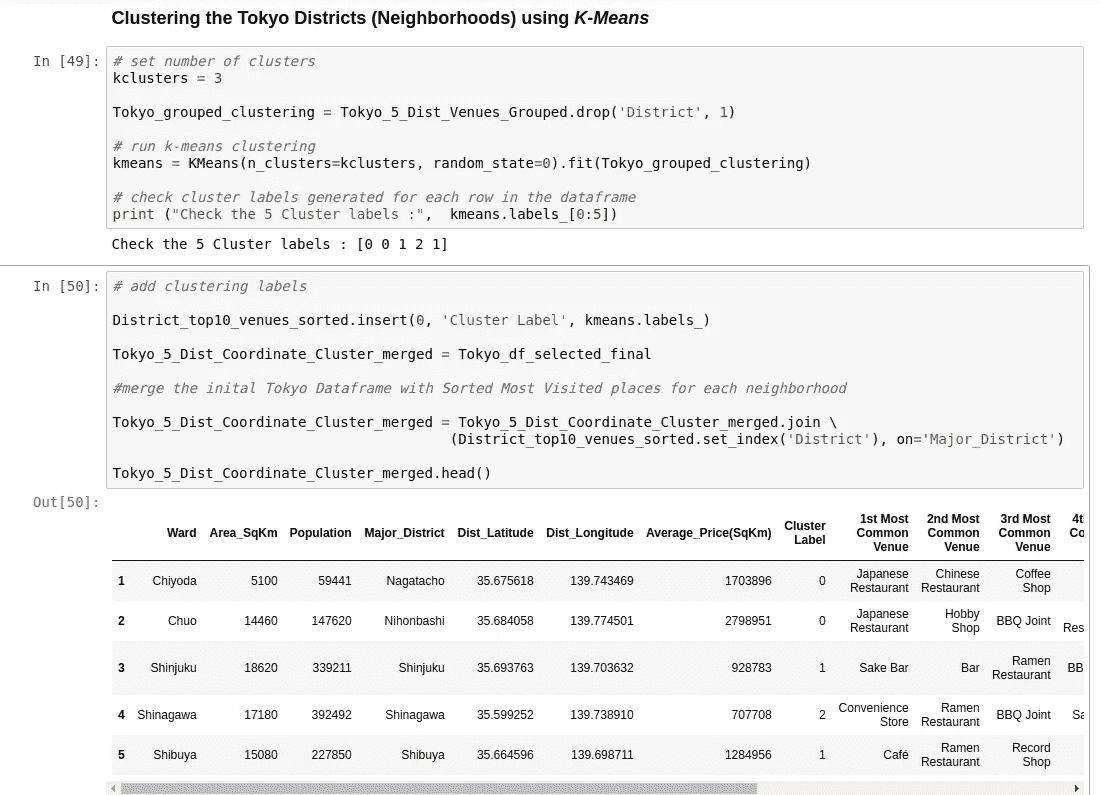 Clustering the Tokyo Districts (Neighborhoods) using K-Means
In [49]:
# set number of clusters
kclusters = 3
Tokyo_grouped_clustering = Tokyo_5_Dist_Venues_Grouped.drop('District', 1)
# run k-means clustering
kmeans = KMeans(n_clusters=kclusters, random_state=0).fit(Tokyo_grouped_clustering)
# check cluster labels generated for each row in the dataframe
print ("Check the 5 Cluster labels :",  kmeans.labels_[0:5])
Check the 5 Cluster labels : [0 0 1 2 1]
In [50]:
# add clustering labels
District_top10_venues_sorted.insert(0, 'Cluster Label', kmeans.labels_)
Tokyo_5_Dist_Coordinate_Cluster_merged = Tokyo_df_selected_final
#merge the inital Tokyo Dataframe with Sorted Most Visited places for each neighborhood
Tokyo_5_Dist_Coordinate_Cluster_merged = Tokyo_5_Dist_Coordinate_Cluster_merged.join \
(District_top10_venues_sorted.set_index('District'), on='Major_District')
Tokyo_5_Dist_Coordinate_Cluster_merged.head()
Out[50]:
Ward Area_SqKm Population Major_District Dist_Latitude Dist_Longitude Average_Price(SqKm) Cluster Label 1st Most Common Venue 2nd Most Common Venue 3rd Most Common Venue
1 Chiyoda 5100 59441 Nagatacho 35.675618 139.743469 1703896 0 Japanese Restaurant Chinese Restaurant Coffee Shop
2 Chuo 14460 147620 Nihonbashi 35.684058 139.774501 2798951 0 Japanese Restaurant Hobby Shop BBQ Joint
3 Shinjuku 18620 339211 Shinjuku 35.693763 139.703632 928783 1 Sake Bar Bar Ramen Restaurant
4 Shinagawa 17180 392492 Shinagawa 35.599252 139.738910 707708 2 Convenience Store Ramen Restaurant BBQ Joint
5 Shibuya 15080 227850 Shibuya 35.664596 139.698711 1284956 1 Café Ramen Restaurant Record Shop